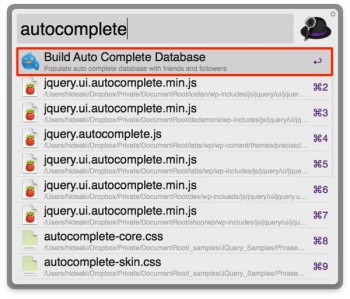 autocomplete
Build Auto Complete Database
Populate auto complete database with friends and followers
jquery.ui.autocomplete.min.js
/Users/hideaki/Dropbox/Private/DocumentRoot/iosfan/wp-includes/js/jquery/ui/jquer...
⌘2
jquery.ui.autocomplete.min.js
/Users/hideaki/Dropbox/Private/DocumentRoot/dadamore/wp-includes/js/jquery/ui/...
⌘3
jquery.autocomplete.js
/Users/hideaki/Dropbox/Private/DocumentRoot/labs/wp/wp-content/themes/precisio/...
⌘4
jquery.ui.autocomplete.min.js
/Users/hideaki/Dropbox/Private/DocumentRoot/labs/wp/wp-includes/js/jquery/ui/jqu...
⌘5
jquery.ui.autocomplete.min.js
/Users/hideaki/Dropbox/Private/DocumentRoot/dev/wp-includes/js/jquery/ui/jquery....
⌘6
jquery.ui.autocomplete.min.js
/Users/hideaki/Dropbox/Private/DocumentRoot/shop/wp/wp-includes/js/jquery/ui/jqu...
⌘7
autocomplete-core.css
/Users/hideaki/Dropbox/Private/DocumentRoot/_samples/JQuery_Samples/Phrase...
⌘8
autocomplete-skin.css
/Users/hideaki/Dropbox/Private/DocumentRoot/_samples/JQuery_Samples/Phrase...
⌘9